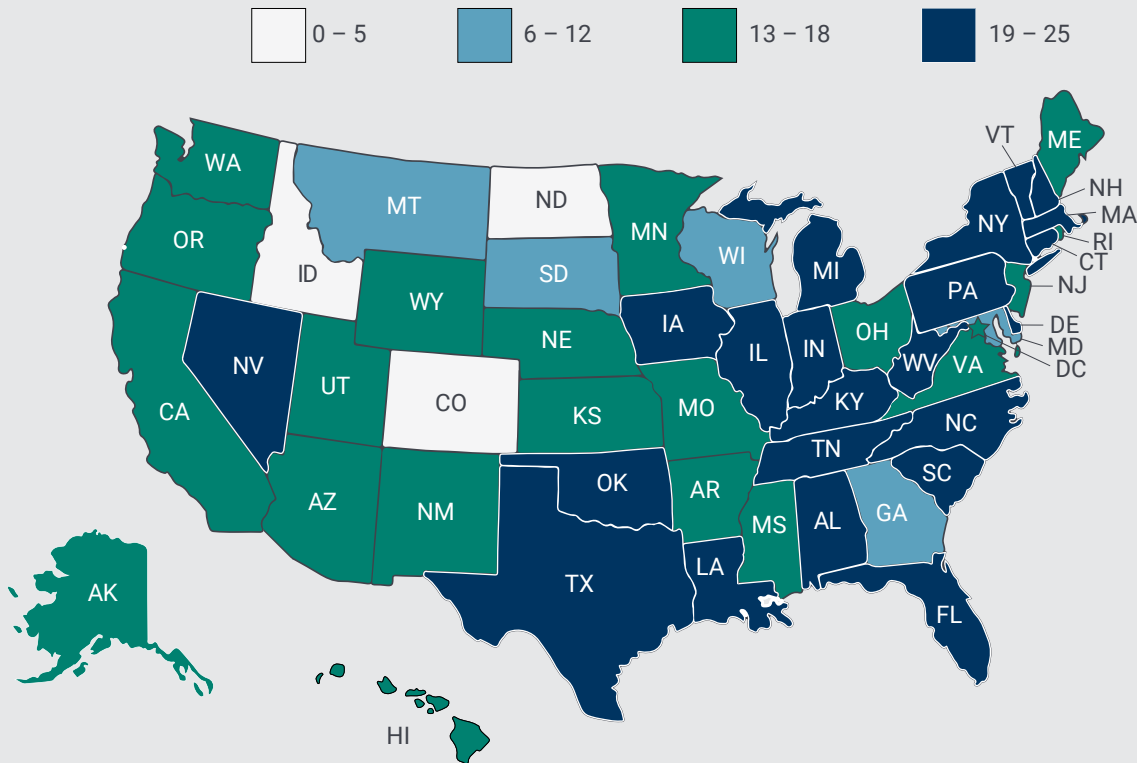 0 – 5
6 – 12
13 – 18
19 – 25
VT
ME
WA
NH
MT
ND
MA
OR
MN
NY
RI
WI
CT
ID
SD
MI
NJ
WY
PA
IA
DE
NE
OH
MD
IL
IN
NV
UT
WV
VA
DC
CO
KY
CA
KS
MO
NC
TN
SC
OK
AR
AZ
NM
MS
AL
GA
LA
TX
AK
FL
HI